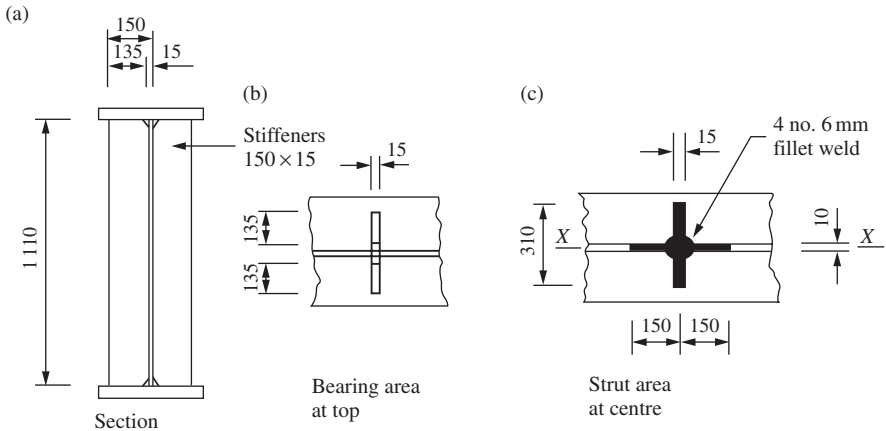 (a)
150
135
15
1 110
Stiffeners
150 × 15
Section
(b)
15
135
135
Bearing area
at top
(c)
4 no. 6 mm
fillet weld
15
310
X
10
X
150
150
Strut area
at centre